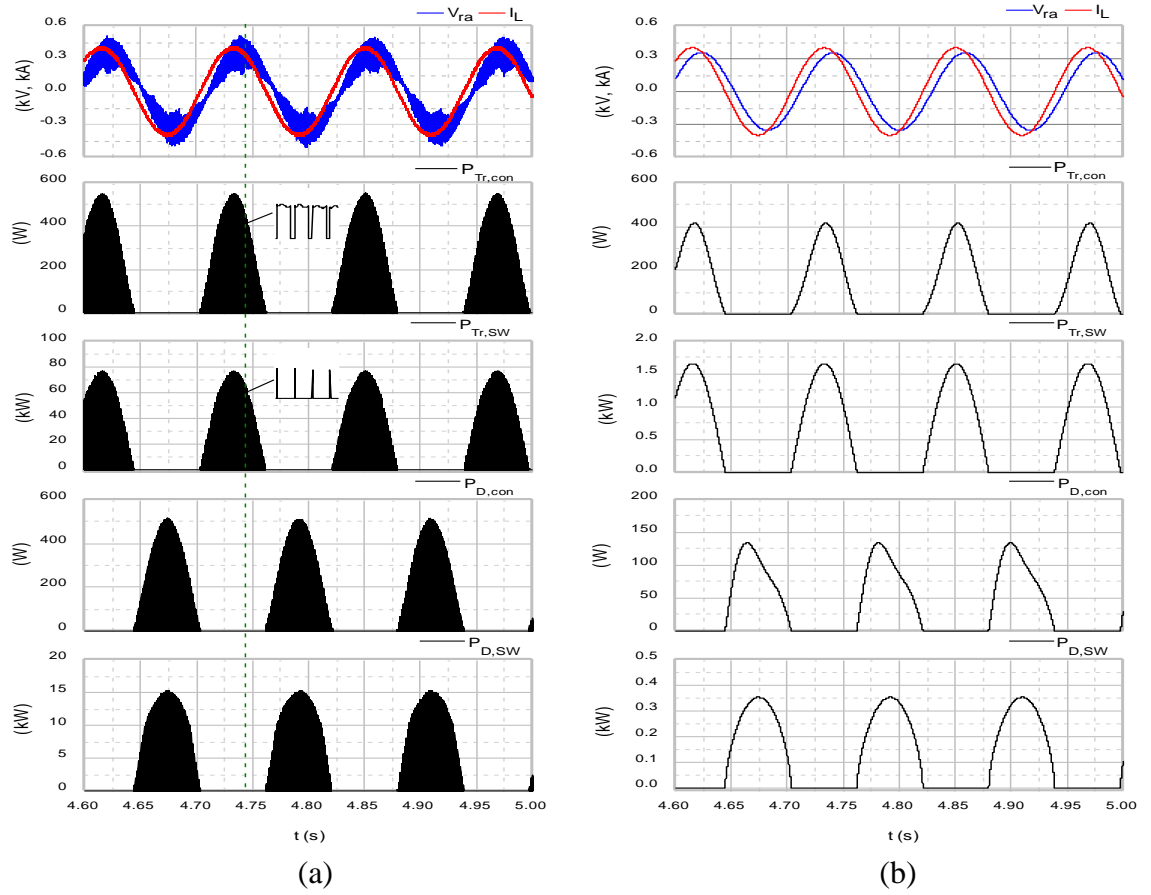 V_ra I_L
0.6
0.3
0.0
-0.3
-0.6
(kV, kA)
P_Tr,con
600
400
200
0
(W)
P_Tr,SW
100
80
60
40
20
0
(kW)
P_D,con
600
400
200
0
(W)
P_D,SW
20
15
10
5
0
(kW)
4.60 4.65 4.70 4.75 4.80 4.85 4.90 4.95 5.00
t (s)
(a)
V_ra I_L
0.6
0.3
0.0
-0.3
-0.6
(kV, kA)
P_Tr,con
600
400
200
0
(W)
P_Tr,SW
2.0
1.5
1.0
0.5
0.0
(kW)
P_D,con
200
150
100
50
0
(W)
P_D,SW
0.5
0.4
0.3
0.2
0.1
0.0
(kW)
4.60 4.65 4.70 4.75 4.80 4.85 4.90 4.95 5.00
t (s)
(b)